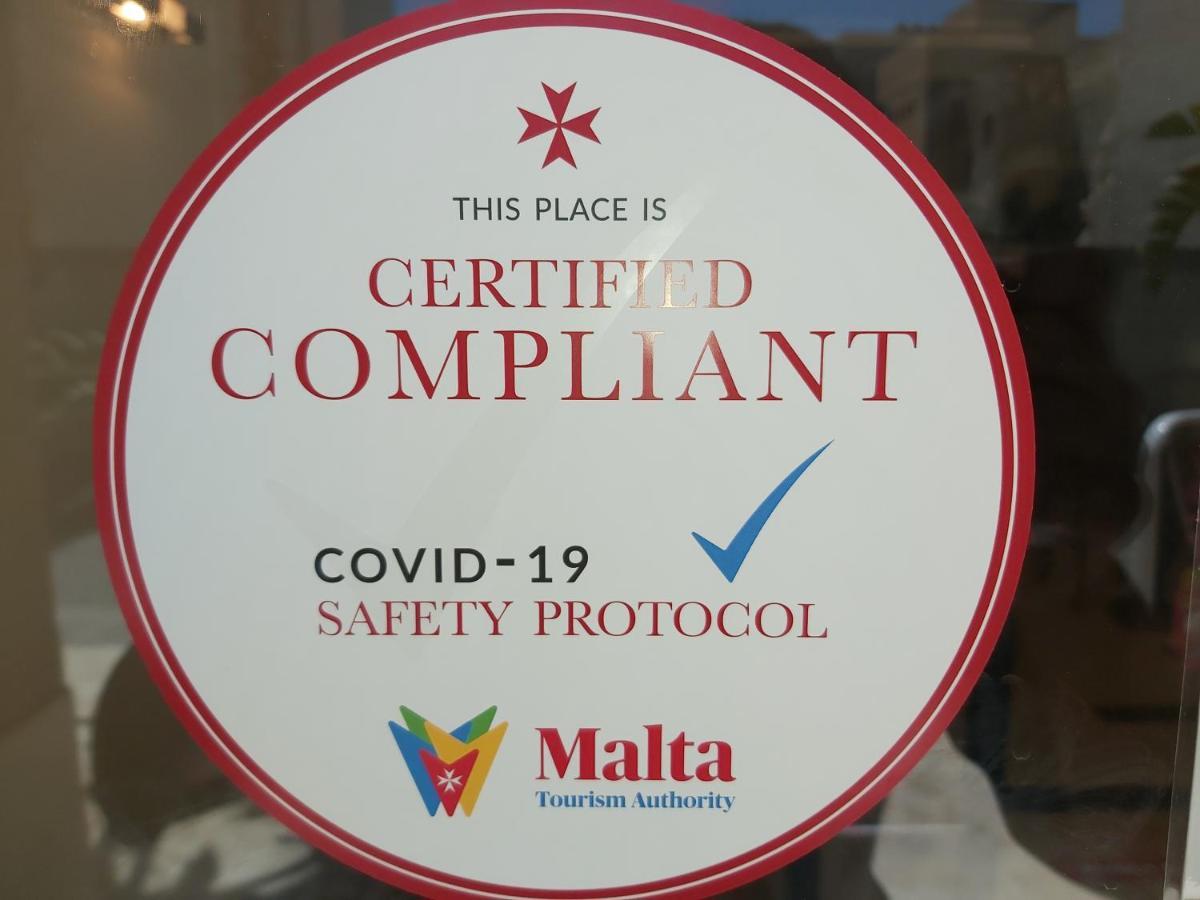 THIS PLACE IS
CERTIFIED
COMPLIANT
COVID-19
SAFETY PROTOCOL
Malta
Tourism Authority